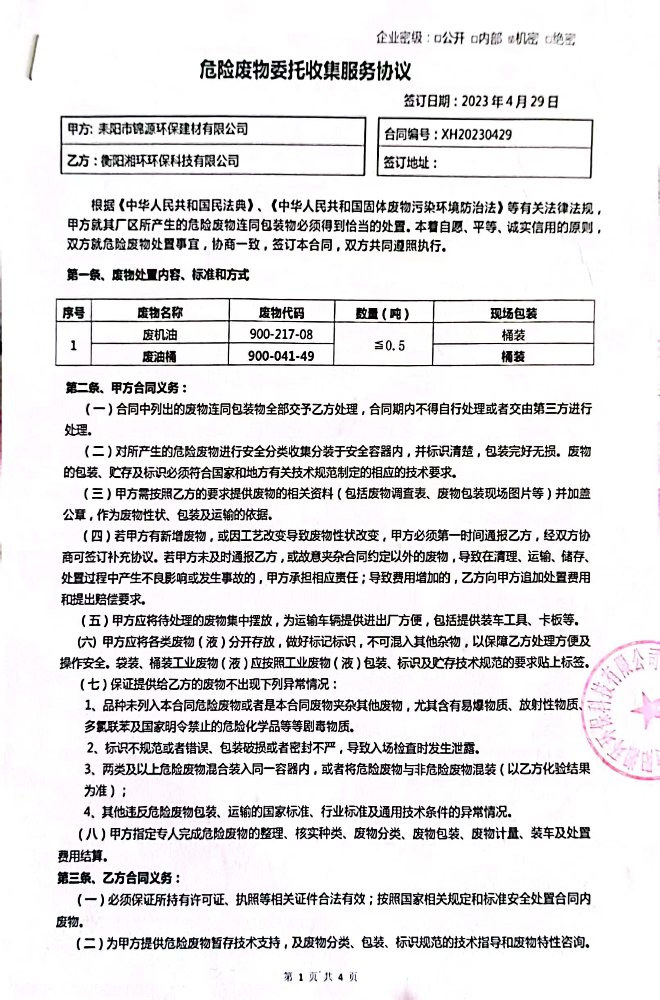 企业密级：□公开 □内部 ☑机密 □绝密
危险废物委托收集服务协议
签订日期：2023年4月29日
甲方: 耒阳市锦源环保建材有限公司
合同编号：XH20230429
乙方：衡阳湘环环保科技有限公司
签订地址：
根据《中华人民共和国民法典》、《中华人民共和国固体废物污染环境防治法》等有关法律法规，
甲方就其厂区所产生的危险废物连同包装物必须得到恰当的处置。本着自愿、平等、诚实信用的原则，
双方就危险废物处置事宜，协商一致，签订本合同，双方共同遵照执行。
第一条、废物处置内容、标准和方式
序号 废物名称 废物代码 数量（吨） 现场包装
1 废机油 900-217-08 ≦0.5 桶装
废油桶 900-041-49 桶装
第二条、甲方合同义务：
（一）合同中列出的废物连同包装物全部交予乙方处理，合同期内不得自行处理或者交由第三方进行
处理。
（二）对所产生的危险废物进行安全分类收集分装于安全容器内，并标识清楚，包装完好无损。废物
的包装、贮存及标识必须符合国家和地方有关技术规范制定的相应的技术要求。
（三）甲方需按照乙方的要求提供废物的相关资料（包括废物调查表、废物包装现场图片等）并加盖
公章，作为废物性状、包装及运输的依据。
（四）若甲方有新增废物，或因工艺改变导致废物性状改变，甲方必须第一时间通报乙方，经双方协
商可签订补充协议。若甲方未及时通报乙方，或故意夹杂合同约定以外的废物，导致在清理、运输、储存、
处置过程中产生不良影响或发生事故的，甲方承担相应责任；导致费用增加的，乙方向甲方追加处置费用
和提出赔偿要求。
（五）甲方应将待处理的废物集中摆放，为运输车辆提供进出厂方便，包括提供装车工具、卡板等。
(六) 甲方应将各类废物（液）分开存放，做好标记标识，不可混入其他杂物，以保障乙方处理方便及
操作安全。袋装、桶装工业废物（液）应按照工业废物（液）包装、标识及贮存技术规范的要求贴上标签。
（七）保证提供给乙方的废物不出现下列异常情况：
1、品种未列入本合同危险废物或者是本合同废物夹杂其他废物，尤其含有易爆物质、放射性物质、
多氯联苯及国家明令禁止的危险化学品等等剧毒物质。
2、标识不规范或者错误、包装破损或者密封不严，导致入场检查时发生泄露。
3、两类及以上危险废物混合装入同一容器内，或者将危险废物与非危险废物混装（以乙方化验结果
为准）；
4、其他违反危险废物包装、运输的国家标准、行业标准及通用技术条件的异常情况。
（八）甲方指定专人完成危险废物的整理、核实种类、废物分类、废物包装、废物计量、装车及处置
费用结算。
第三条、乙方合同义务：
（一）必须保证所持有许可证、执照等相关证件合法有效；按照国家相关规定和标准安全处置合同内
废物。
（二）为甲方提供危险废物暂存技术支持，及废物分类、包装、标识规范的技术指导和废物特性咨询。
第 1 页 共 4 页
阳湘环环保科技有限公司